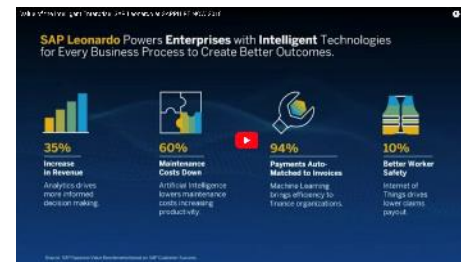 SAP Leonardo Powers Enterprises with Intelligent Technologies
for Every Business Process to Create Better Outcomes.
35%
Increase
in Revenue
Analytics drives
more informed
decision making.
60%
Maintenance
Costs Down
Artificial Intelligence
lowers maintenance
costs increasing
productivity.
94%
Payments Auto-
Matched to Invoices
Machine Learning
brings efficiency to
finance organizations.
10%
Better Worker
Safety
Internet of
Things drives
lower claims
payout.